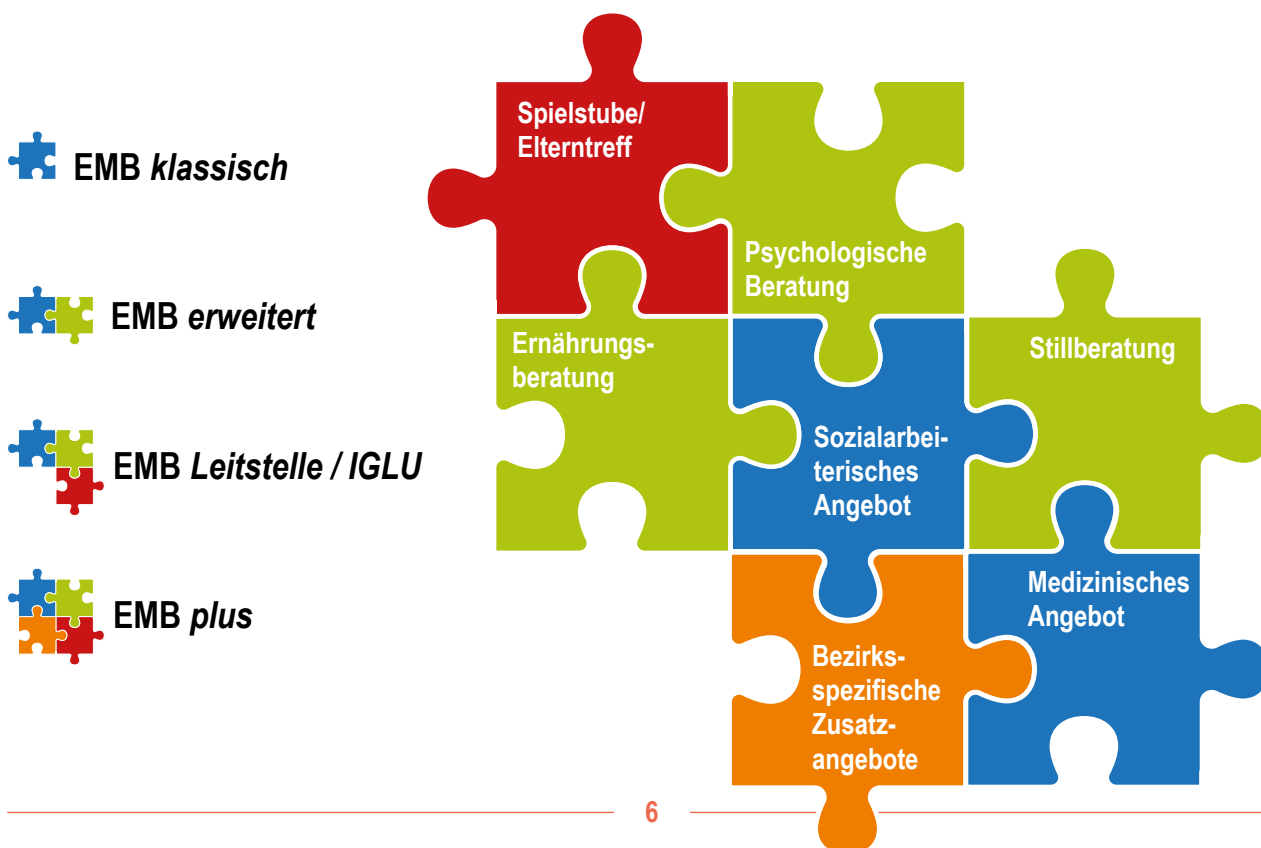 EMB klassisch
EMB erweitert
EMB Leitstelle / IGLU
EMB plus
Spielstube/
Elterntreff
Psychologische
Beratung
Ernährungs-
beratung
Stillberatung
Sozialarbei-
terisches
Angebot
Medizinisches
Angebot
Bezirks-
spezifische
Zusatz-
angebote
6